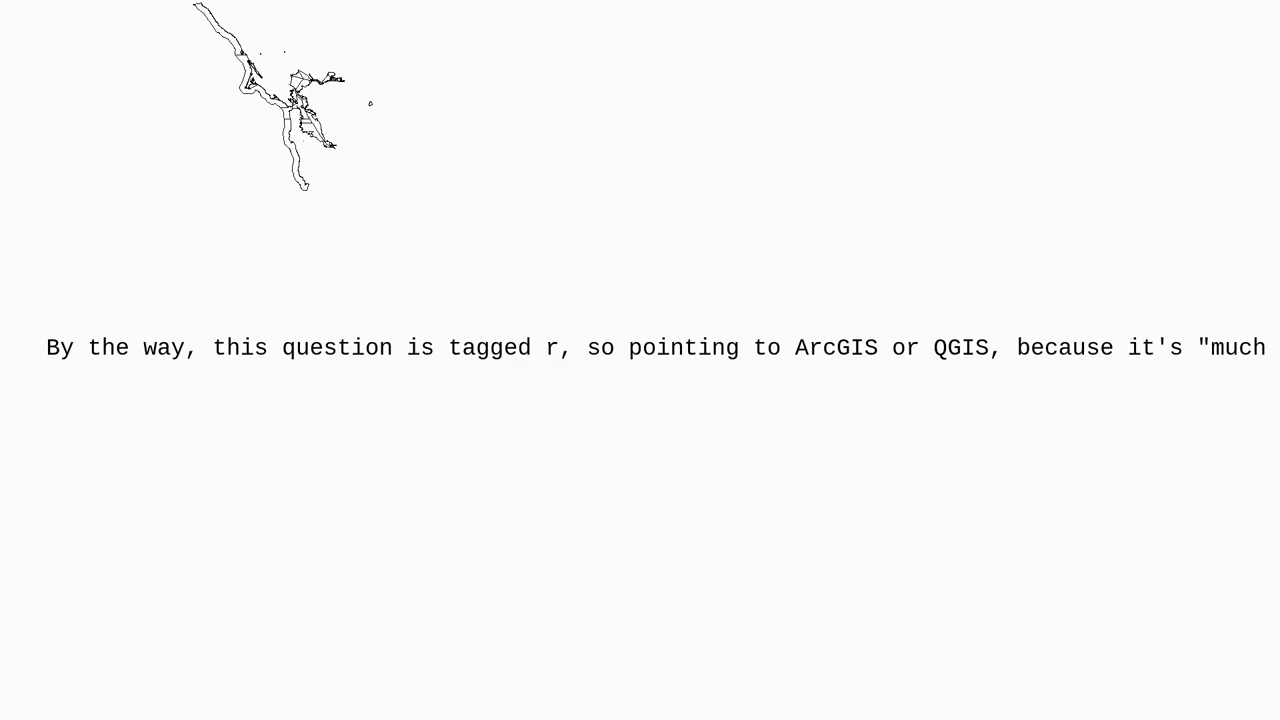 By the way, this question is tagged r, so pointing to ArcGIS or QGIS, because it's "much